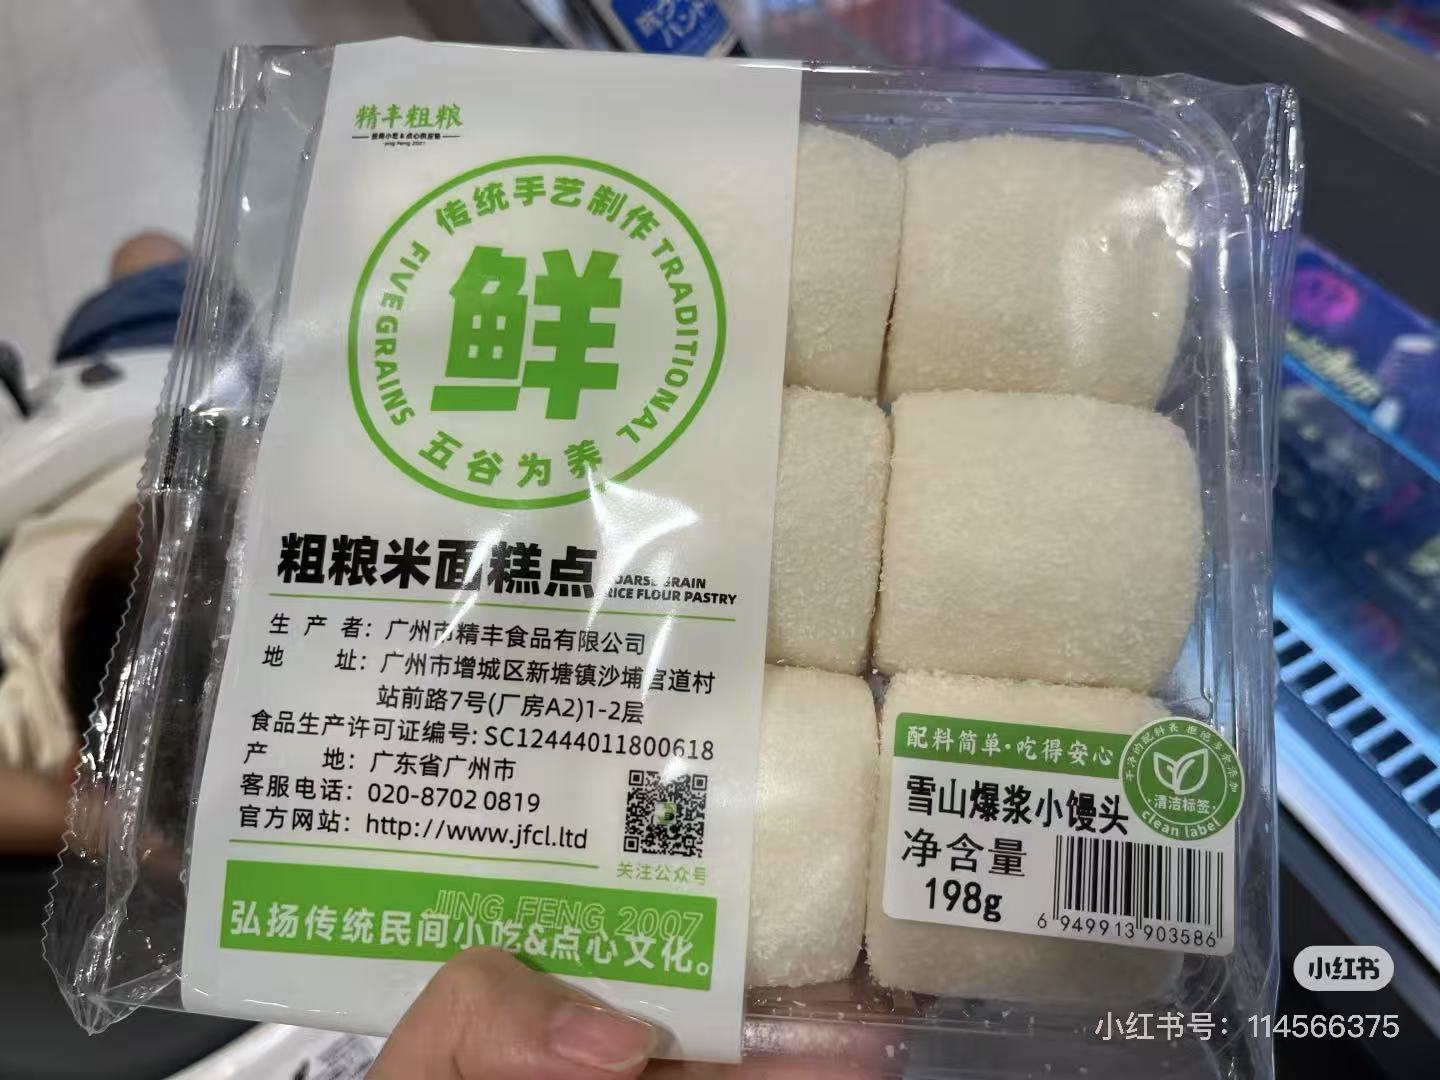 精丰粗粮
传统手艺制作
TRADITIONAL
FIVE GRAINS
鲜
五谷为养
粗粮米面糕点
COARSE GRAIN
RICE FLOUR PASTRY
生产者：广州市精丰食品有限公司
地址：广州市增城区新塘镇沙埔官道村
站前路7号(厂房A2)1-2层
食品生产许可证编号: SC12444011800618
产地：广东省广州市
客服电话：020-8702 0819
官方网站：http://www.jfcl.ltd
关注公众号
JING FENG 2007
弘扬传统民间小吃&点心文化。
配料简单·吃得安心
清洁标签
clean label
雪山爆浆小馒头
净含量
198g
6 949913 903586
小红书
小红书号：114566375